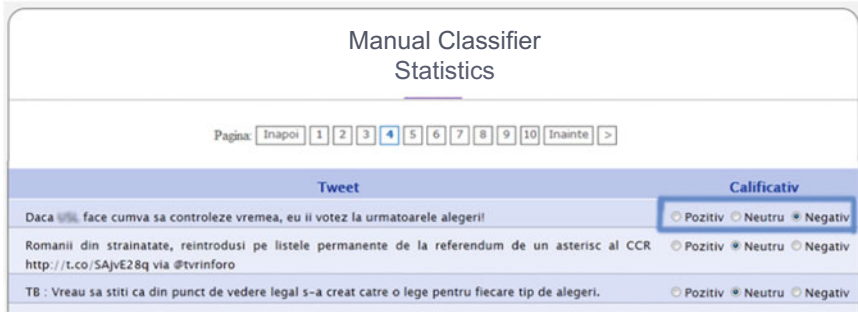 Manual Classifier
Statistics
Pagina: Inapoi 1 2 3 4 5 6 7 8 9 10 Inainte >
Tweet Calificativ
Daca face cumva sa controleze vremea, eu ii votez la urmatoarele alegeri! Pozitiv Neutru Negativ
Romanii din strainatate, reintrodusi pe listele permanente de la referendum de un asterisc al CCR Pozitiv Neutru Negativ
http://t.co/SAjvE28q via @tvrinforo
TB : Vreau sa stiti ca din punct de vedere legal s-a creat catre o lege pentru fiecare tip de alegeri. Pozitiv Neutru Negativ